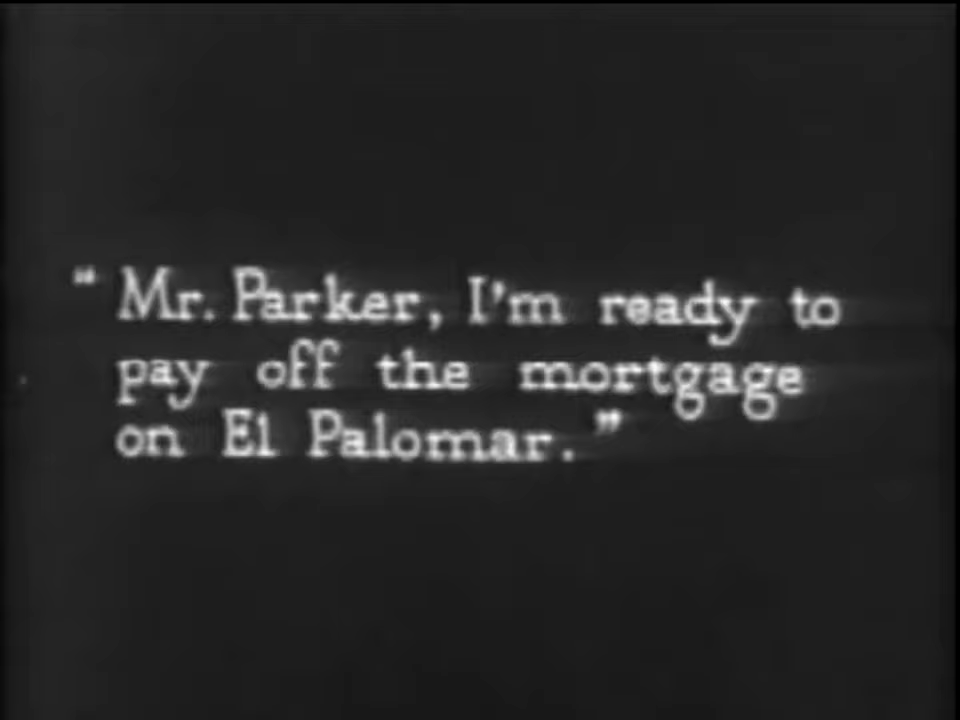 “Mr. Parker, I'm ready to
pay off the mortgage
on El Palomar.”